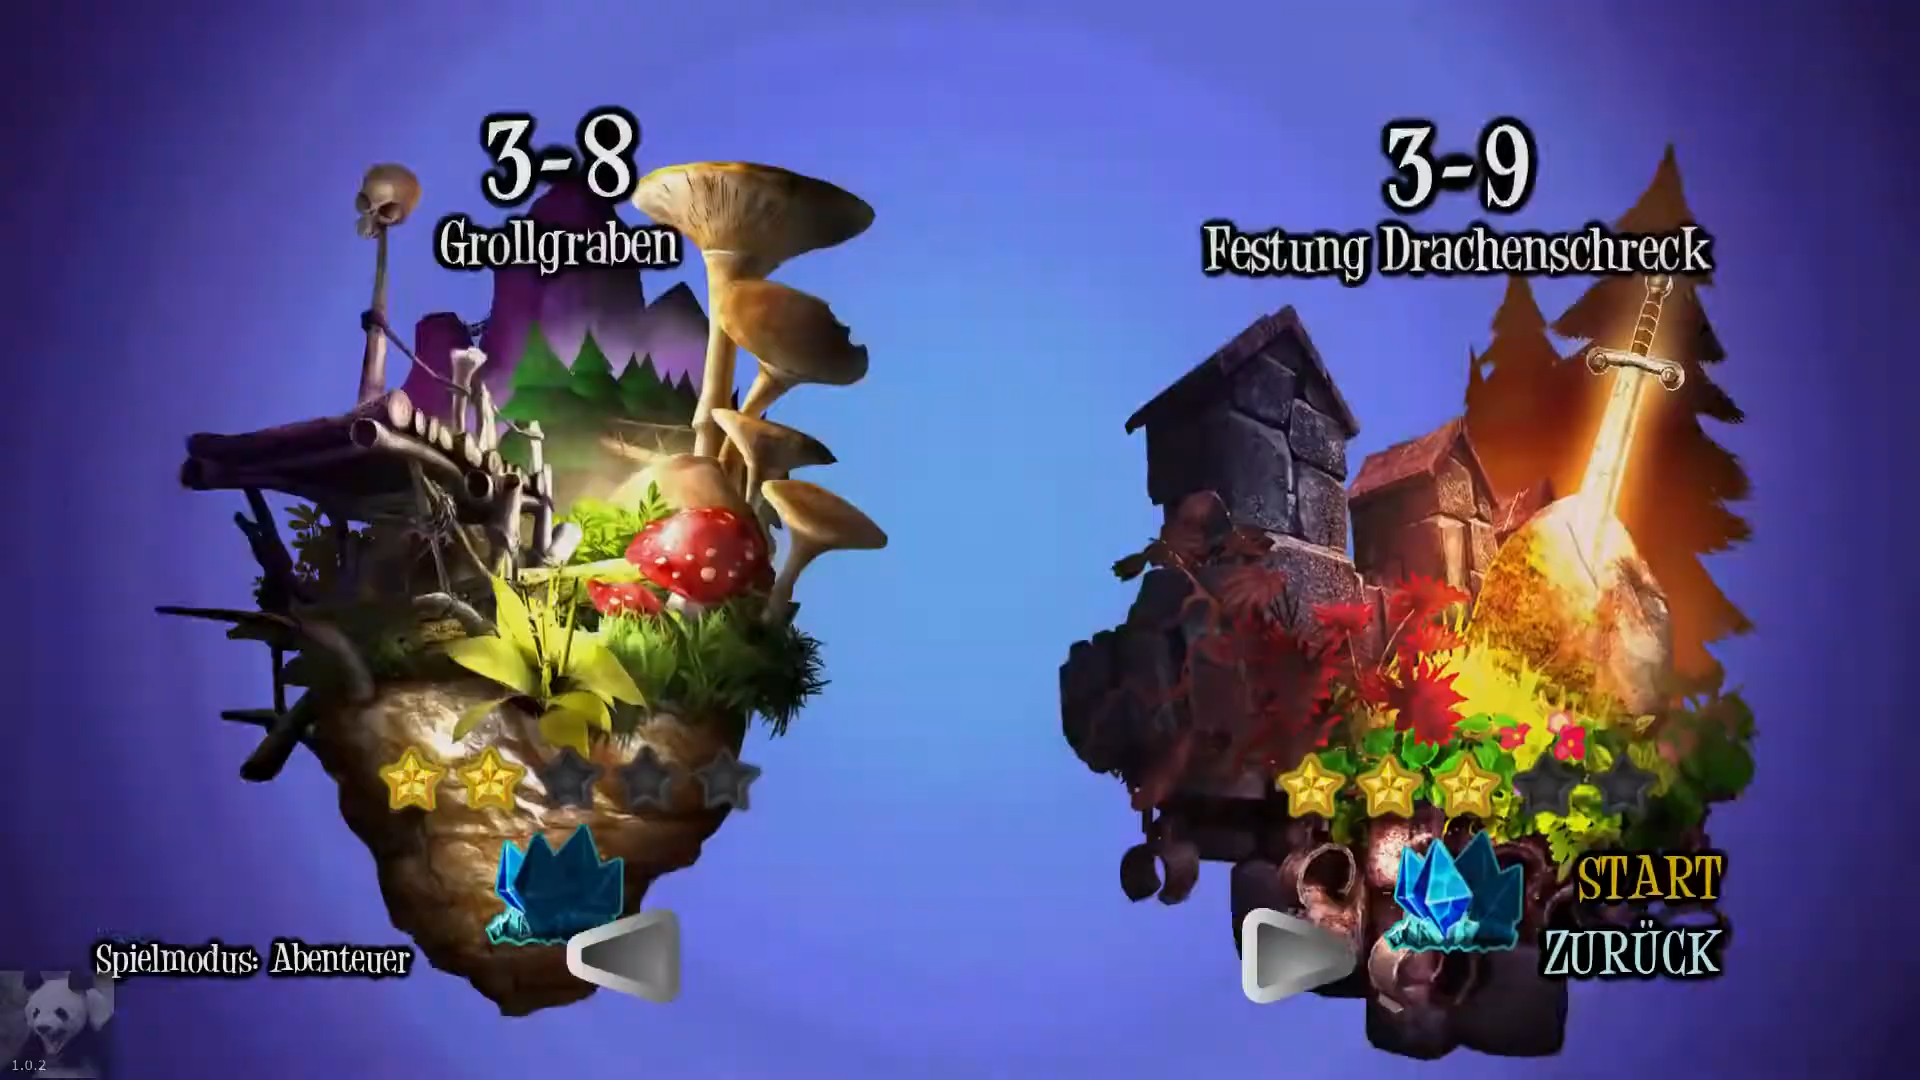 3-8
Grollgraben
3-9
Festung Drachenschreck
START
ZURÜCK
Spielmodus: Abenteuer
1.0.2